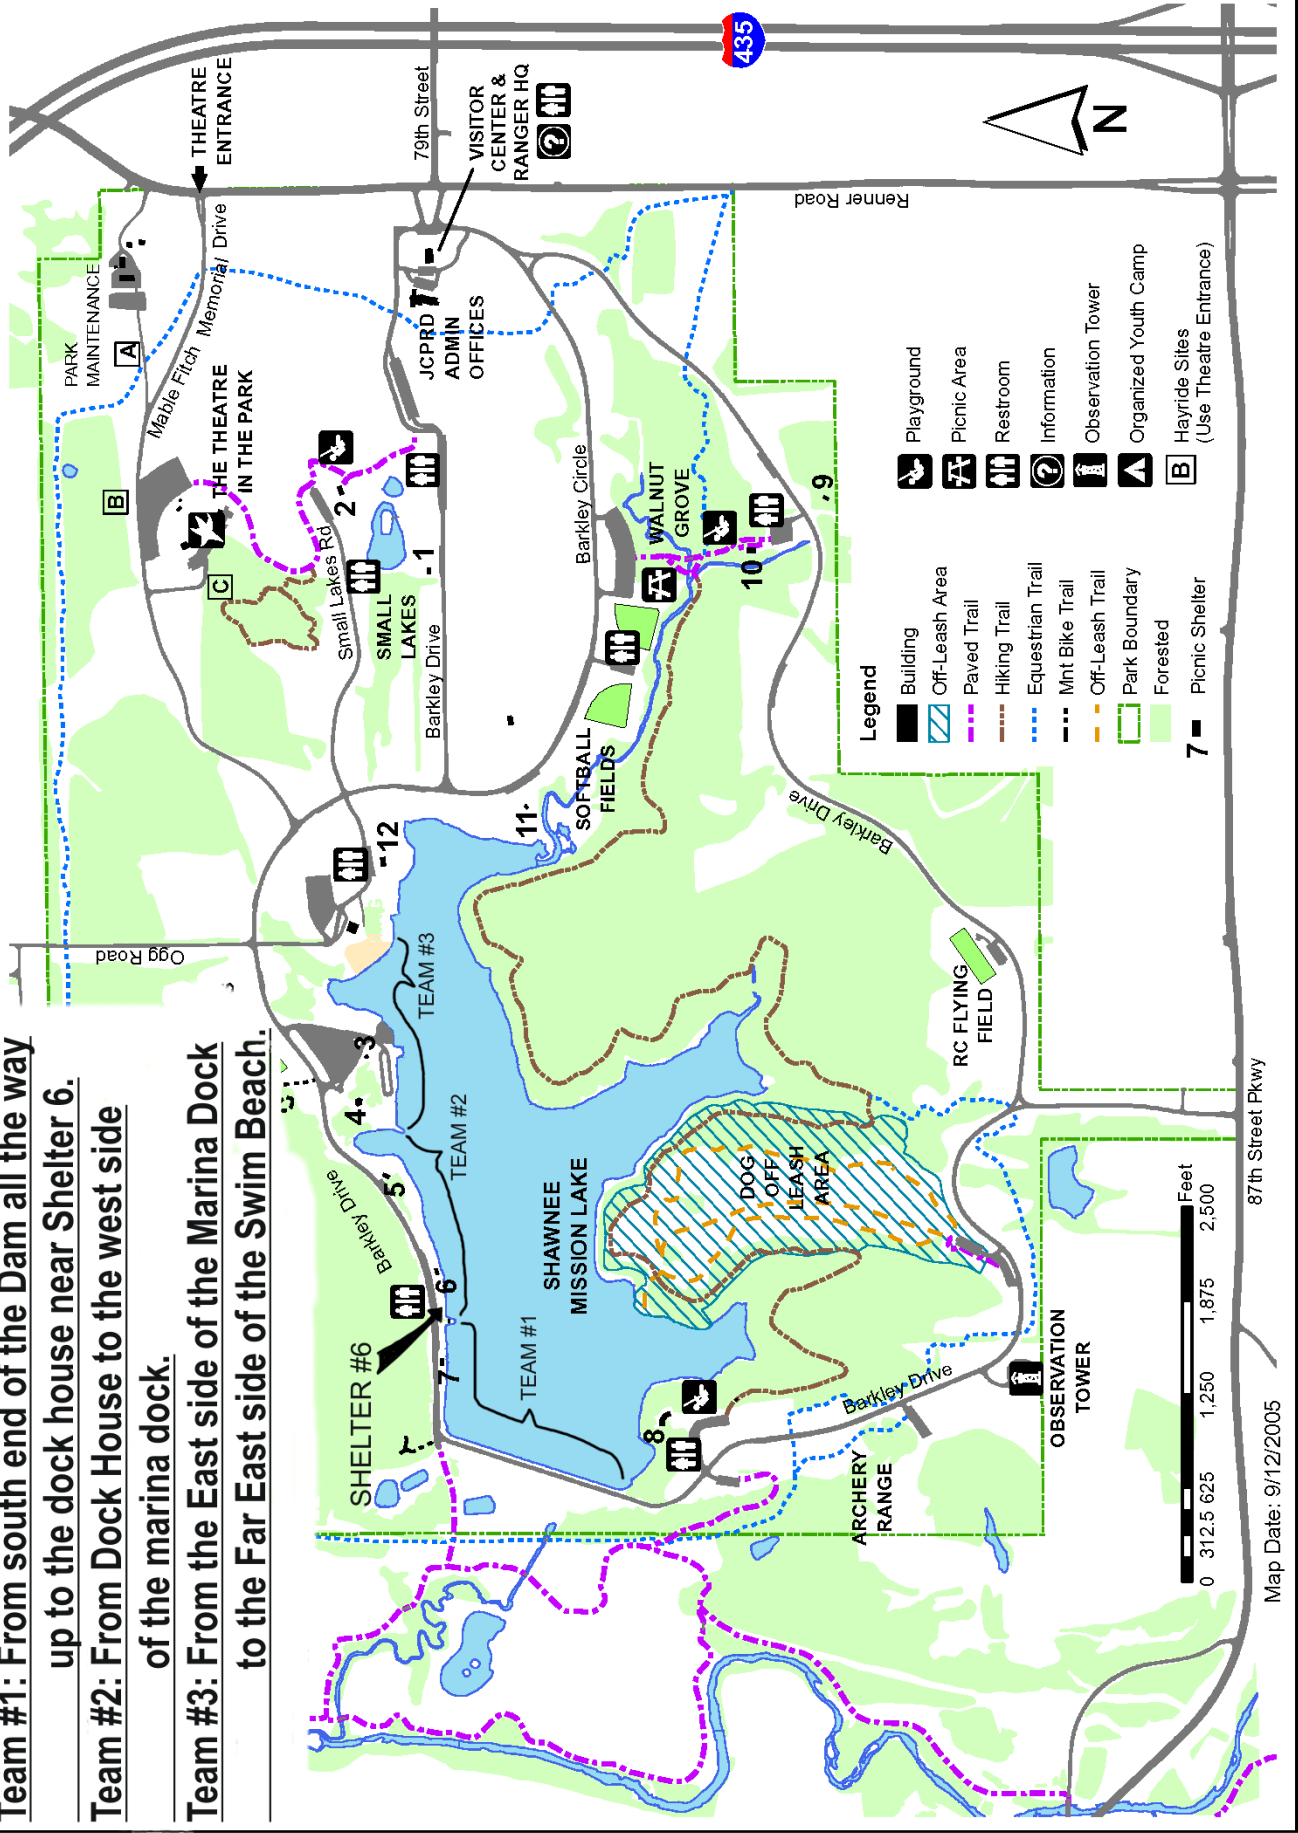 Team #1: From south end of the Dam all the way
up to the dock house near Shelter 6.
Team #2: From Dock House to the west side
of the marina dock.
Team #3: From the East side of the Marina Dock
to the Far East side of the Swim Beach.
Ogg Road
PARK
MAINTENANCE
A
B
C
Mable Fitch Memorial Drive
THEATRE
ENTRANCE
THE THEATRE
IN THE PARK
2
Small Lakes Rd
SMALL
LAKES
1
Barkley Drive
79th Street
VISITOR
CENTER &
RANGER HQ
?
JCPRD
ADMIN
OFFICES
435
Renner Road
N
Barkley Circle
WALNUT
GROVE
10
9
SOFTBALL
FIELDS
11
12
3
4
5
6
7
8
Barkley Drive
SHELTER #6
TEAM #1
TEAM #2
TEAM #3
SHAWNEE
MISSION LAKE
DOG
OFF
LEASH
AREA
RC FLYING
FIELD
Barkley Drive
Barkley Drive
ARCHERY
RANGE
OBSERVATION
TOWER
Legend
Building
Off-Leash Area
Paved Trail
Hiking Trail
Equestrian Trail
Mnt Bike Trail
Off-Leash Trail
Park Boundary
Forested
7 Picnic Shelter
Playground
Picnic Area
Restroom
? Information
Observation Tower
Organized Youth Camp
B Hayride Sites
(Use Theatre Entrance)
Feet
0 312.5 625 1,250 1,875 2,500
87th Street Pkwy
Map Date: 9/12/2005